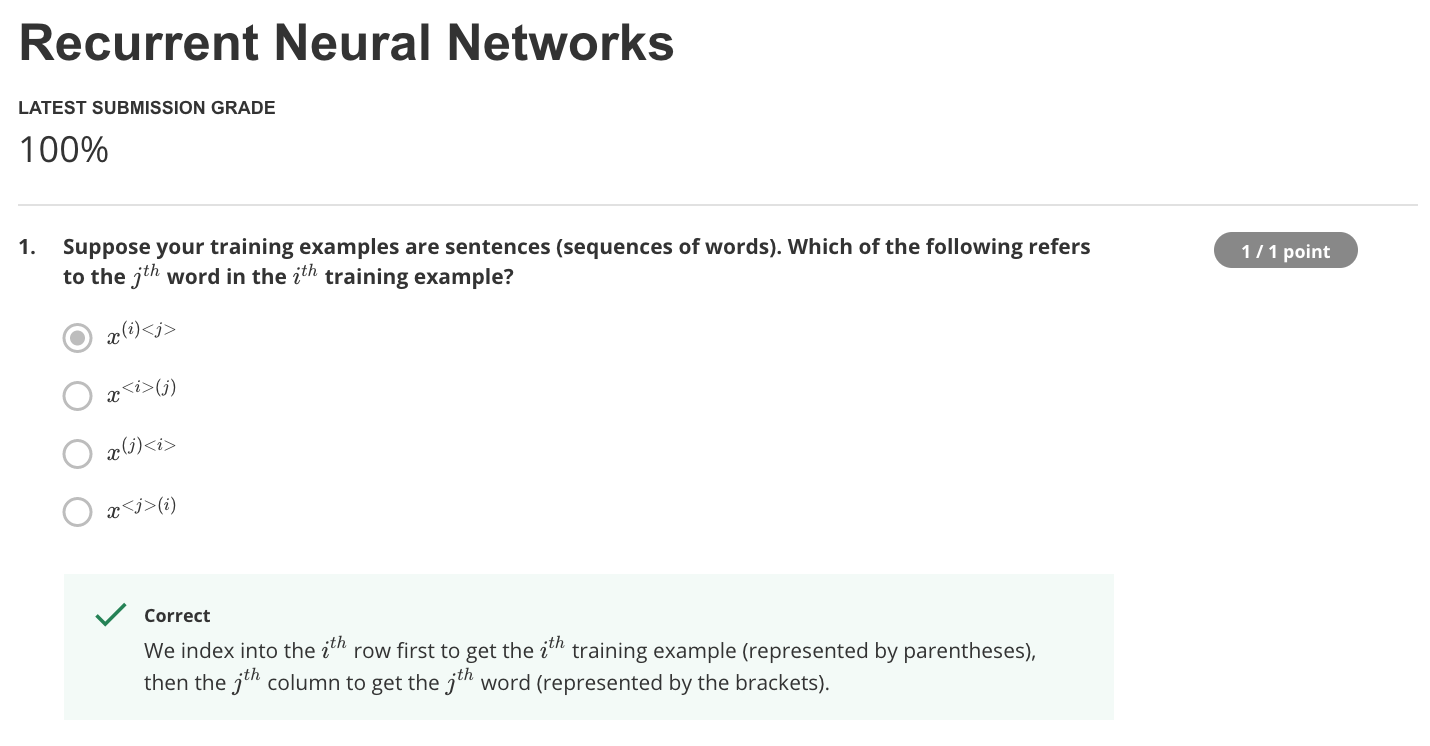 Recurrent Neural Networks
LATEST SUBMISSION GRADE
100%
1. Suppose your training examples are sentences (sequences of words). Which of the following refers 1 / 1 point
to the j^{th} word in the i^{th} training example?
x^{(i)<j>}
x^{<i>(j)}
x^{(j)<i>}
x^{<j>(i)}
Correct
We index into the i^{th} row first to get the i^{th} training example (represented by parentheses),
then the j^{th} column to get the j^{th} word (represented by the brackets).